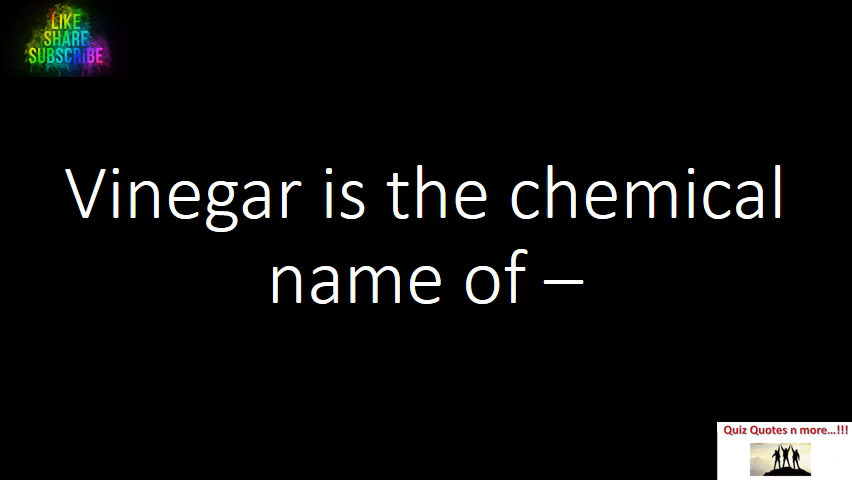 LIKE
SHARE
SUBSCRIBE
Vinegar is the chemical
name of –
Quiz Quotes n more...!!!